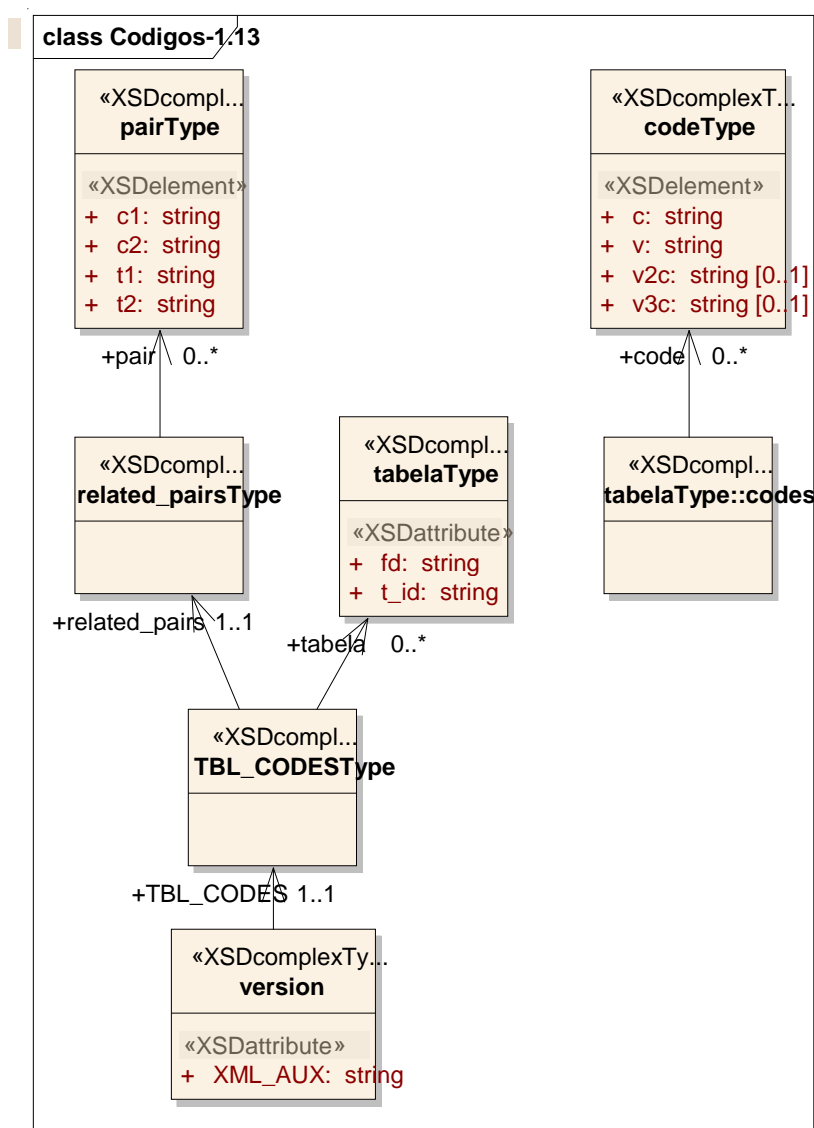 class Codigos-1.13
«XSDcompl...
pairType
«XSDelement»
+ c1: string
+ c2: string
+ t1: string
+ t2: string
«XSDcomplexT...
codeType
«XSDelement»
+ c: string
+ v: string
+ v2c: string [0..1]
+ v3c: string [0..1]
+pair 0..*
+code 0..*
«XSDcompl...
related_pairsType
«XSDcompl...
tabelaType
«XSDattribute»
+ fd: string
+ t_id: string
«XSDcompl...
tabelaType::codes
+related_pairs 1..1
+tabela 0..*
«XSDcompl...
TBL_CODESType
+TBL_CODES 1..1
«XSDcomplexTy...
version
«XSDattribute»
+ XML_AUX: string